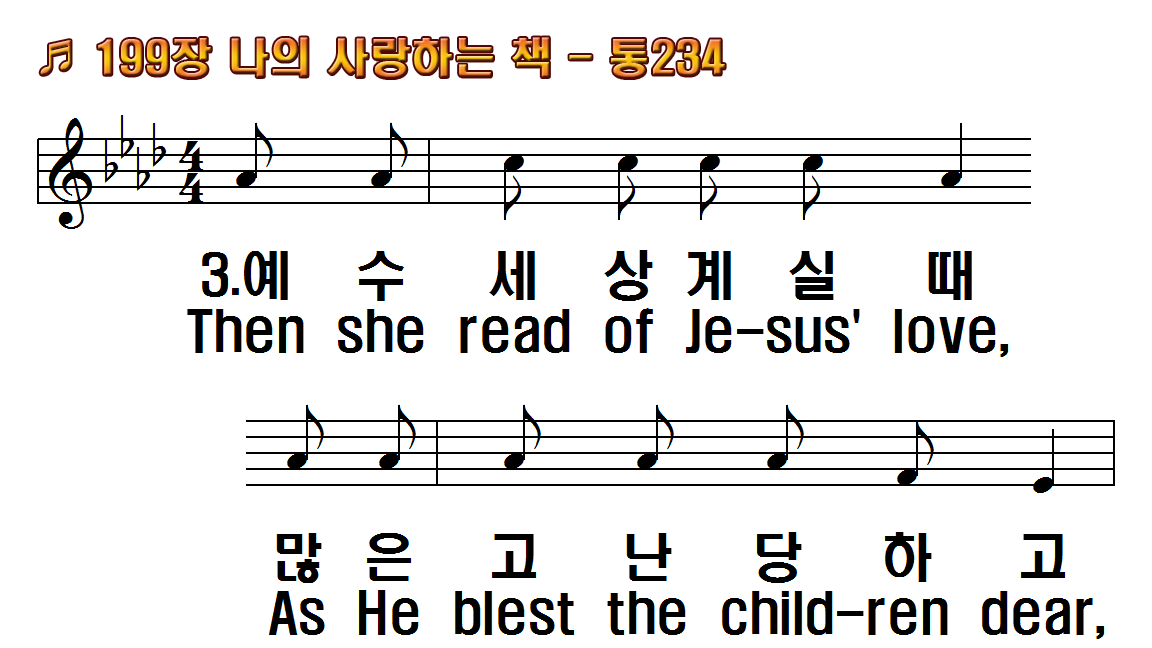 199장 나의 사랑하는 책 - 통234
3.예 수 세 상 계 실 때
Then she read of Je-sus' love,
많 은 고 난 당 하 고
As He blest the child-ren dear,